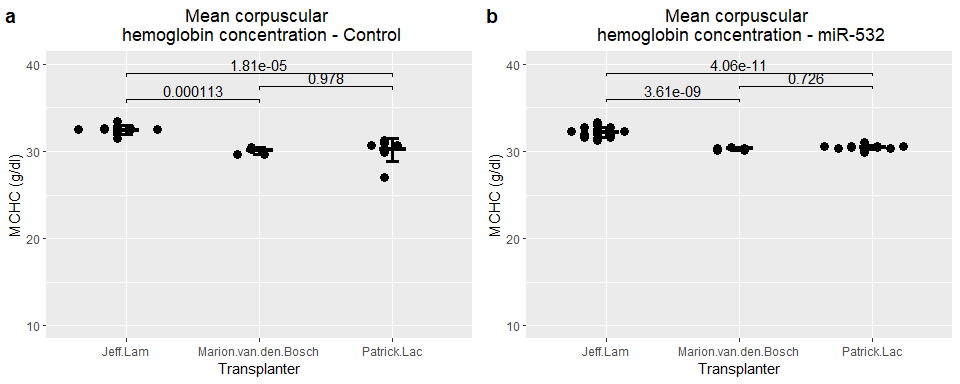 a
Mean corpuscular
hemoglobin concentration - Control
1.81e-05
0.978
0.000113
40
30
20
10
MCHC (g/dl)
Jeff.Lam
Marion.van.den.Bosch
Patrick.Lac
Transplanter
b
Mean corpuscular
hemoglobin concentration - miR-532
4.06e-11
0.726
3.61e-09
40
30
20
10
MCHC (g/dl)
Jeff.Lam
Marion.van.den.Bosch
Patrick.Lac
Transplanter